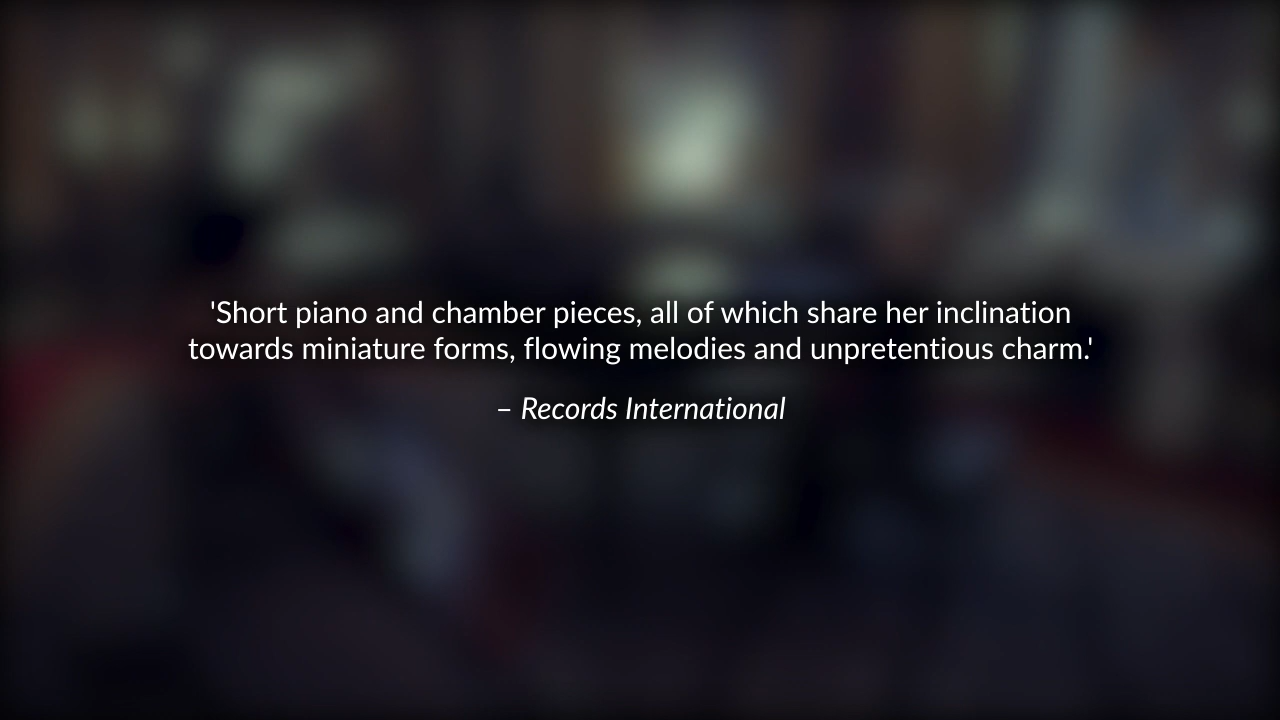 'Short piano and chamber pieces, all of which share her inclination
towards miniature forms, flowing melodies and unpretentious charm.'
– Records International